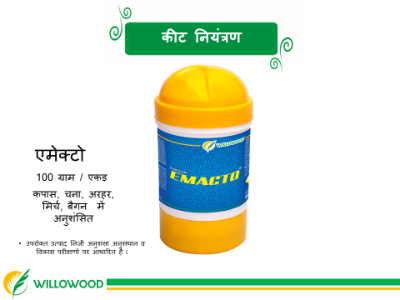 कीट नियंत्रण
WILLOWOOD
EMACTO
एमेक्टो
100 ग्राम / एकड़
कपास, चना, अरहर,
मिर्च, बैगन में
अनुशंसित
• उपरोक्त उत्पाद निजी अनुशंसा अनुसंधान व
विकास परीक्षणों पर आधारित है ।
WILLOWOOD